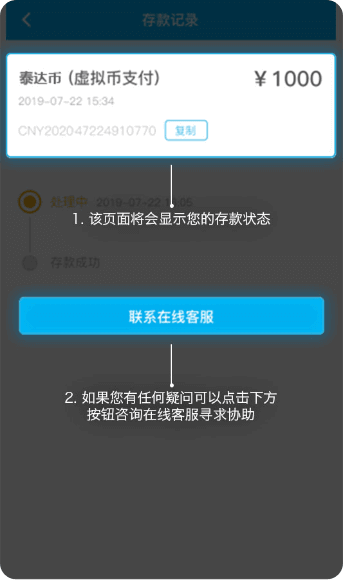 存款记录
泰达币 (虚拟币支付)
¥1000
2019-07-22 15:34
CNY202047224910770
复制
处理中 2019-07-22 15:05
1. 该页面将会显示您的存款状态
存款成功
联系在线客服
2. 如果您有任何疑问可以点击下方
按钮咨询在线客服寻求协助